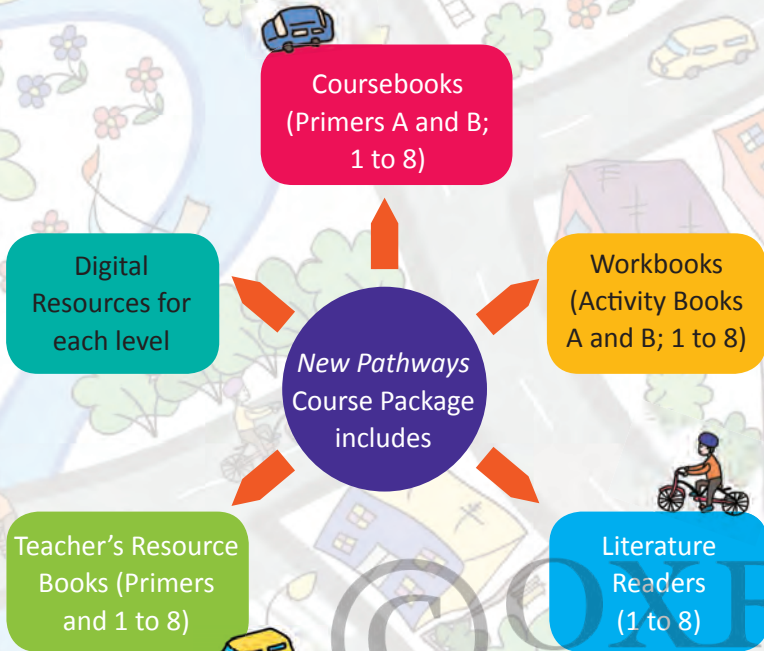 Coursebooks
(Primers A and B;
1 to 8)
Digital
Resources for
each level
Workbooks
(Activity Books
A and B; 1 to 8)
New Pathways
Course Package
includes
Teacher's Resource
Books (Primers
and 1 to 8)
Literature
Readers
(1 to 8)
©